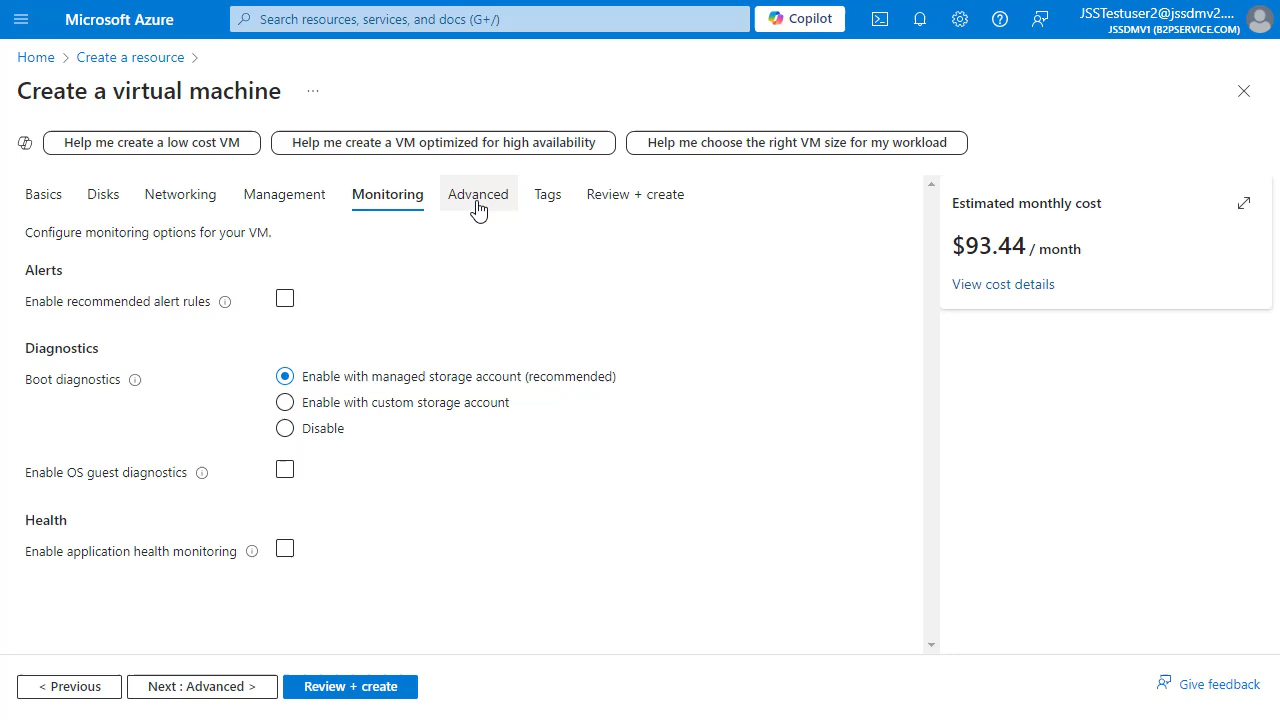 Microsoft Azure
Search resources, services, and docs (G+/)
Copilot
JSSTestuser2@jssdmv2....
JSSDMV1 (B2PSERVICE.COM)
Home > Create a resource >
Create a virtual machine ...
Help me create a low cost VM
Help me create a VM optimized for high availability
Help me choose the right VM size for my workload
Basics Disks Networking Management Monitoring Advanced Tags Review + create
Configure monitoring options for your VM.
Alerts
Enable recommended alert rules
Diagnostics
Boot diagnostics
Enable with managed storage account (recommended)
Enable with custom storage account
Disable
Enable OS guest diagnostics
Health
Enable application health monitoring
Estimated monthly cost
$93.44 / month
View cost details
< Previous
Next : Advanced >
Review + create
Give feedback